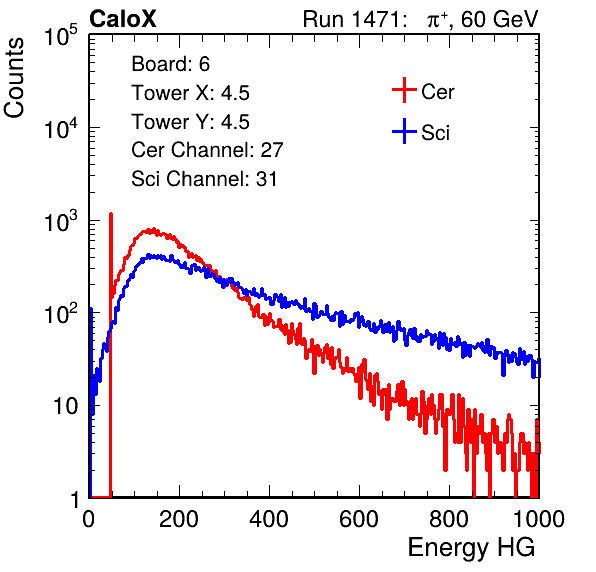 CaloX Run 1471: π⁺, 60 GeV
Counts
Board: 6
Tower X: 4.5
Tower Y: 4.5
Cer Channel: 27
Sci Channel: 31
Cer
Sci
10⁵
10⁴
10³
10²
10
1
0 200 400 600 800 1000
Energy HG